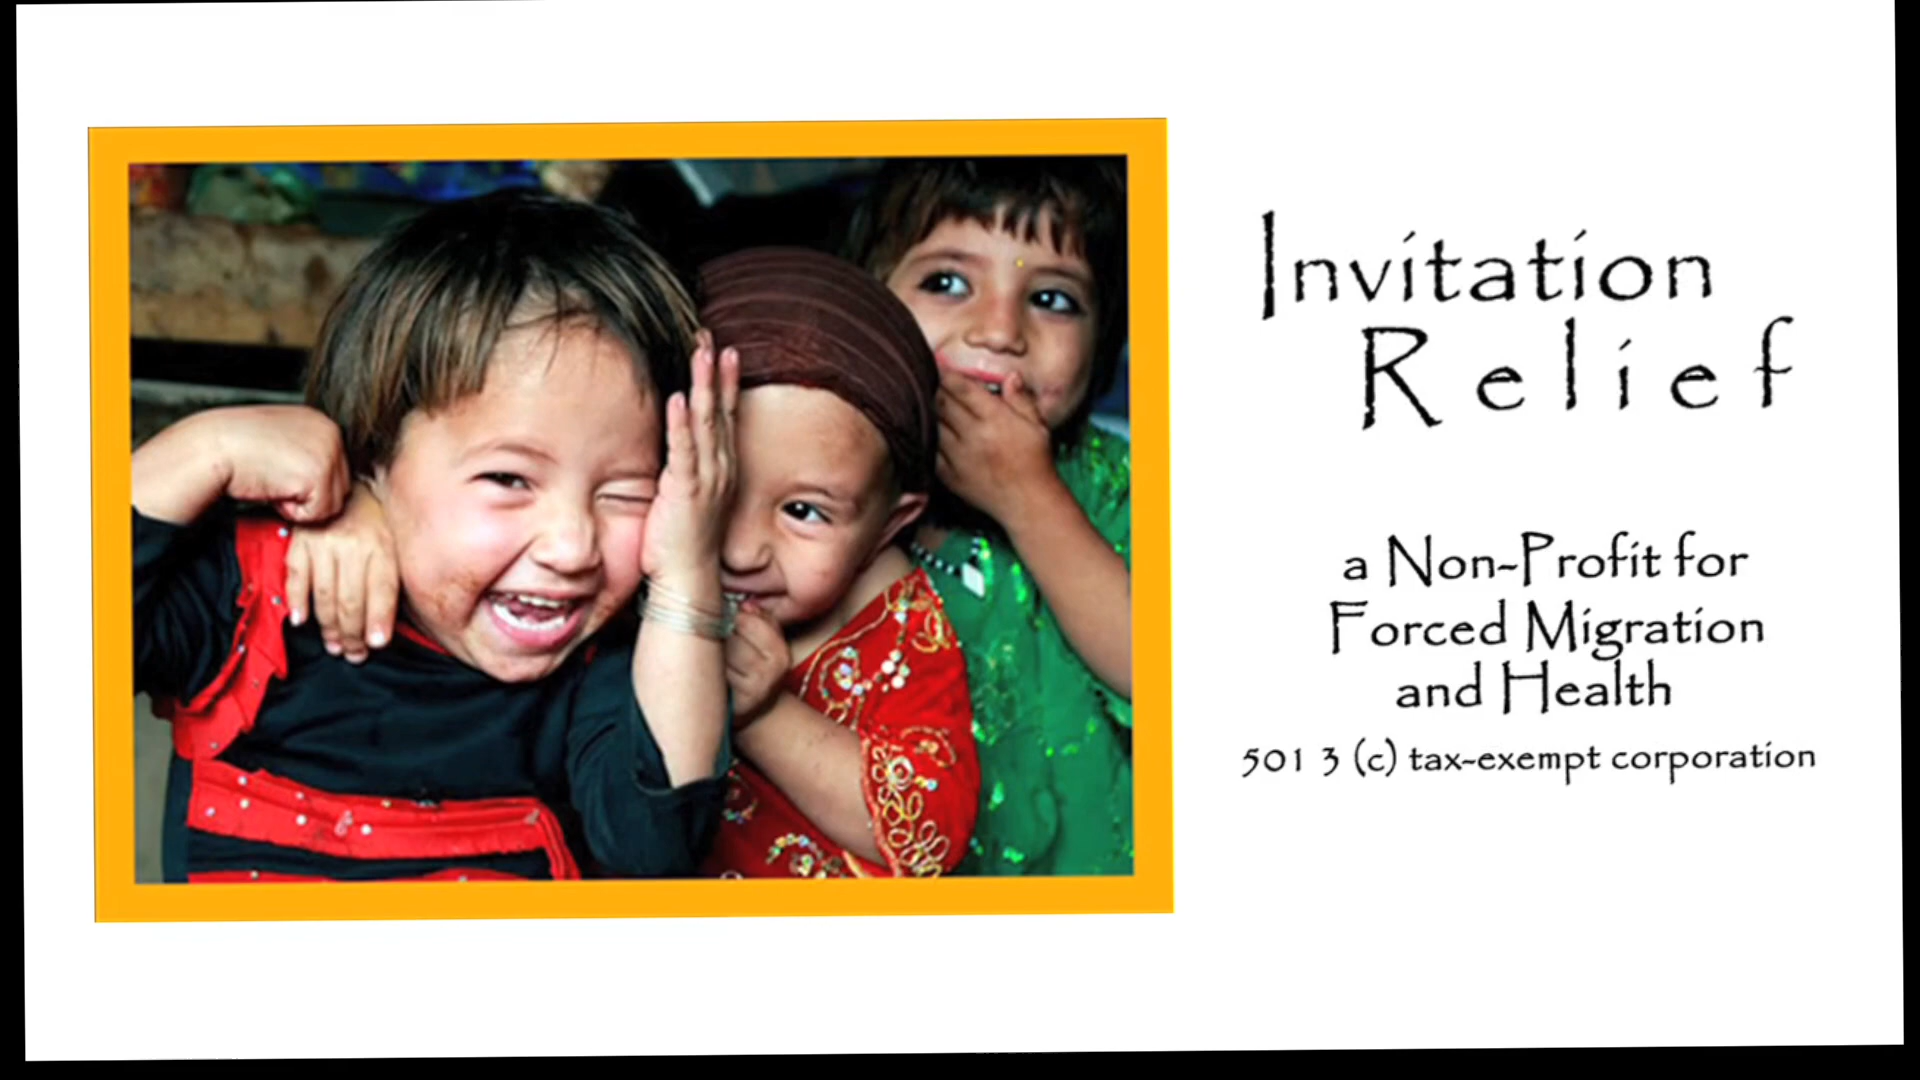 Invitation
Relief
a Non-Profit for
Forced Migration
and Health
501 3 (c) tax-exempt corporation